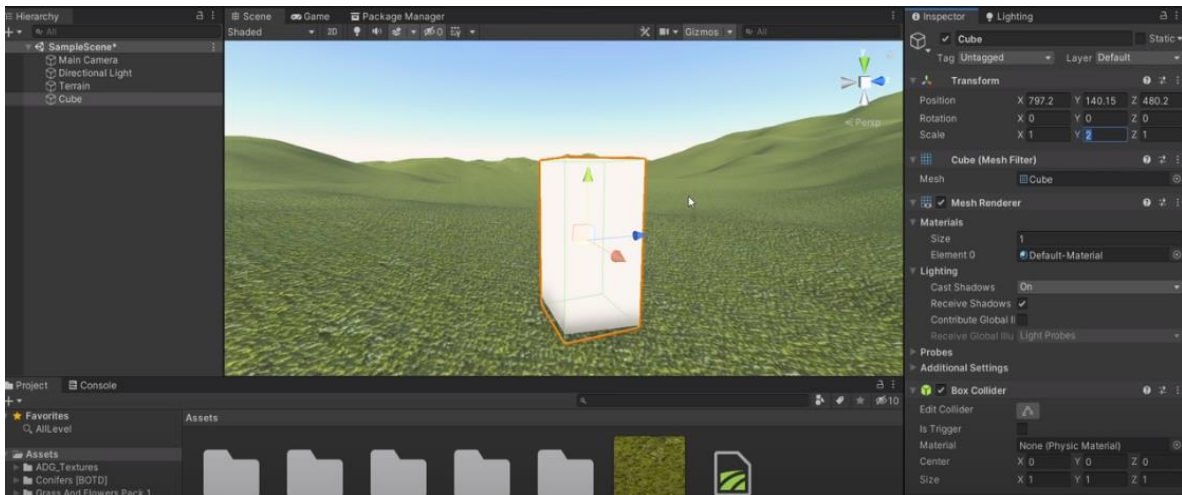 Hierarchy
All
SampleScene*
Main Camera
Directional Light
Terrain
Cube
Scene Game Package Manager
Shaded 2D 0 Gizmos All
y
Persp
Project Console
10
Favorites
AllLevel
Assets
ADG_Textures
Conifers [BOTD]
Grass And Flowers Pack 1
Assets
Inspector Lighting
Cube Static
Tag Untagged Layer Default
Transform
Position X 797.2 Y 140.15 Z 480.2
Rotation X 0 Y 0 Z 0
Scale X 1 Y 2 Z 1
Cube (Mesh Filter)
Mesh Cube
Mesh Renderer
Materials
Size 1
Element 0 Default-Material
Lighting
Cast Shadows On
Receive Shadows
Contribute Global Il
Receive Global Illu Light Probes
Probes
Additional Settings
Box Collider
Edit Collider
Is Trigger
Material None (Physic Material)
Center X 0 Y 0 Z 0
Size X 1 Y 1 Z 1